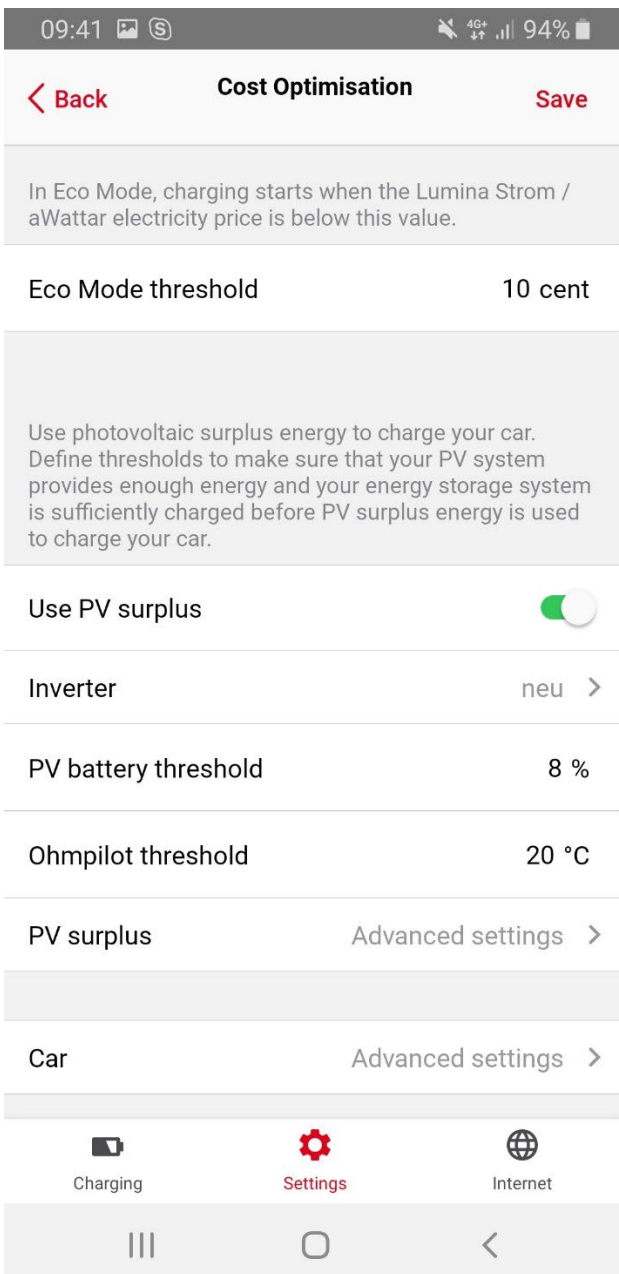 09:41 S 4G+ 94%
Back Cost Optimisation Save
In Eco Mode, charging starts when the Lumina Strom /
aWattar electricity price is below this value.
Eco Mode threshold 10 cent
Use photovoltaic surplus energy to charge your car.
Define thresholds to make sure that your PV system
provides enough energy and your energy storage system
is sufficiently charged before PV surplus energy is used
to charge your car.
Use PV surplus
Inverter neu
PV battery threshold 8 %
Ohmpilot threshold 20 °C
PV surplus Advanced settings
Car Advanced settings
Charging Settings Internet